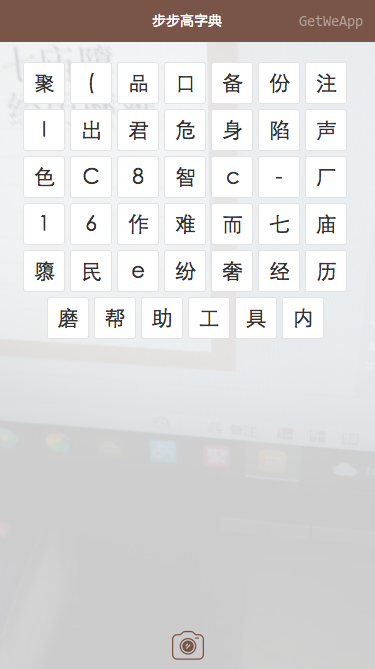 步步高字典 GetWeApp
聚 ( 品 口 备 份 注
l 出 君 危 身 陷 声
色 C 8 智 c - 厂
1 6 作 难 而 七 庙
隳 民 e 纷 奢 经 历
磨 帮 助 工 具 内